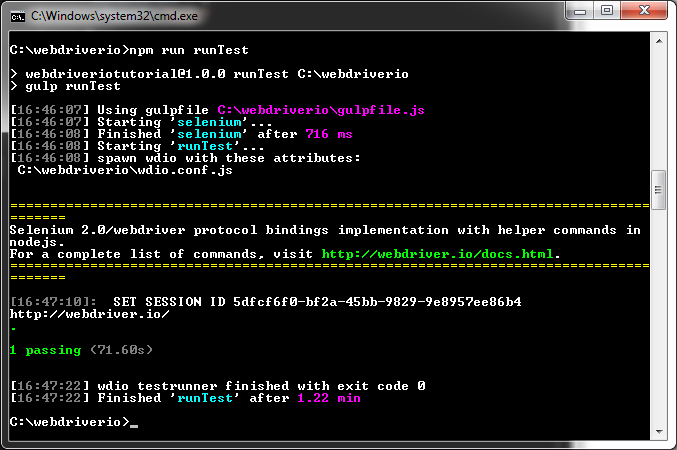 C:\Windows\system32\cmd.exe
C:\webdriverio>npm run runTest
> webdriveriotutorial@1.0.0 runTest C:\webdriverio
> gulp runTest
[16:46:07] Using gulpfile C:\webdriverio\gulpfile.js
[16:46:07] Starting 'selenium'...
[16:46:08] Finished 'selenium' after 716 ms
[16:46:08] Starting 'runTest'...
[16:46:08] spawn wdio with these attributes:
C:\webdriverio\wdio.conf.js
===============================================================================
=======
Selenium 2.0/webdriver protocol bindings implementation with helper commands in
nodejs.
For a complete list of commands, visit http://webdriver.io/docs.html.
===============================================================================
=======
[16:47:10]: SET SESSION ID 5dfcf6f0-bf2a-45bb-9829-9e8957ee86b4
http://webdriver.io/
.
1 passing (71.60s)
[16:47:22] wdio testrunner finished with exit code 0
[16:47:22] Finished 'runTest' after 1.22 min
C:\webdriverio>_